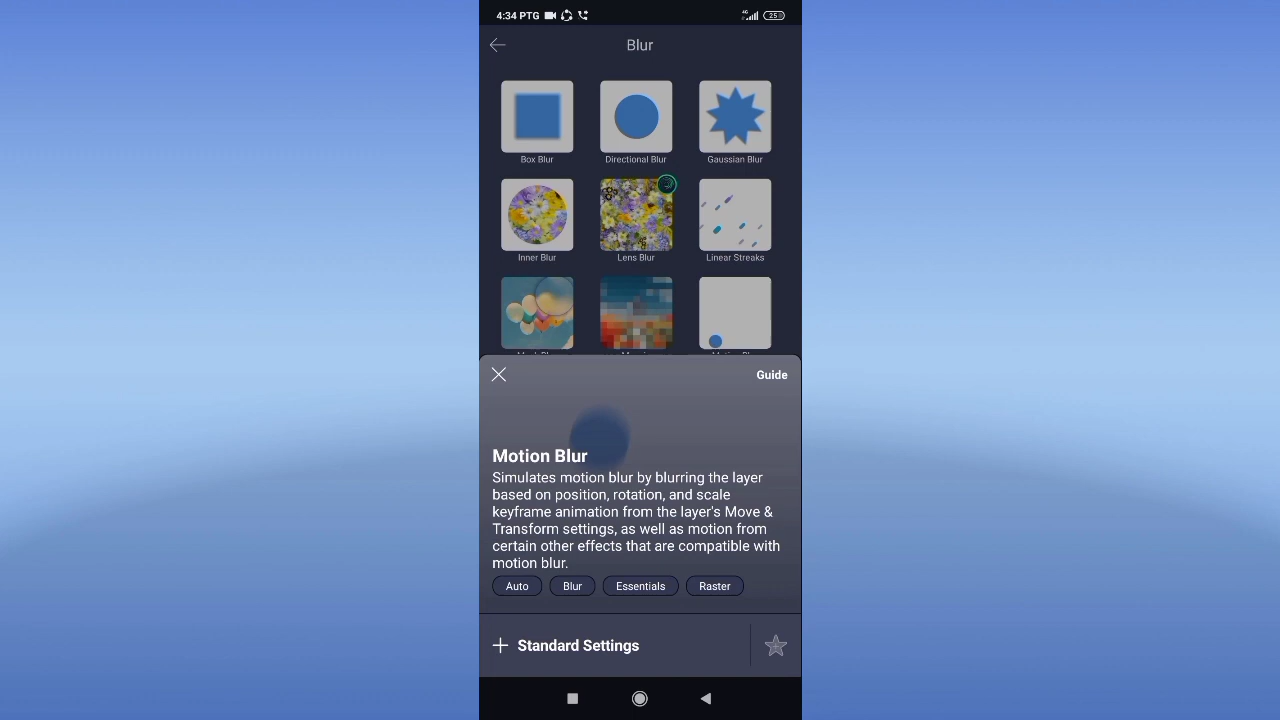 4:34 PTG
4G
25
Blur
Box Blur
Directional Blur
Gaussian Blur
Inner Blur
Lens Blur
Linear Streaks
Guide
Motion Blur
Simulates motion blur by blurring the layer
based on position, rotation, and scale
keyframe animation from the layer's Move &
Transform settings, as well as motion from
certain other effects that are compatible with
motion blur.
Auto
Blur
Essentials
Raster
Standard Settings